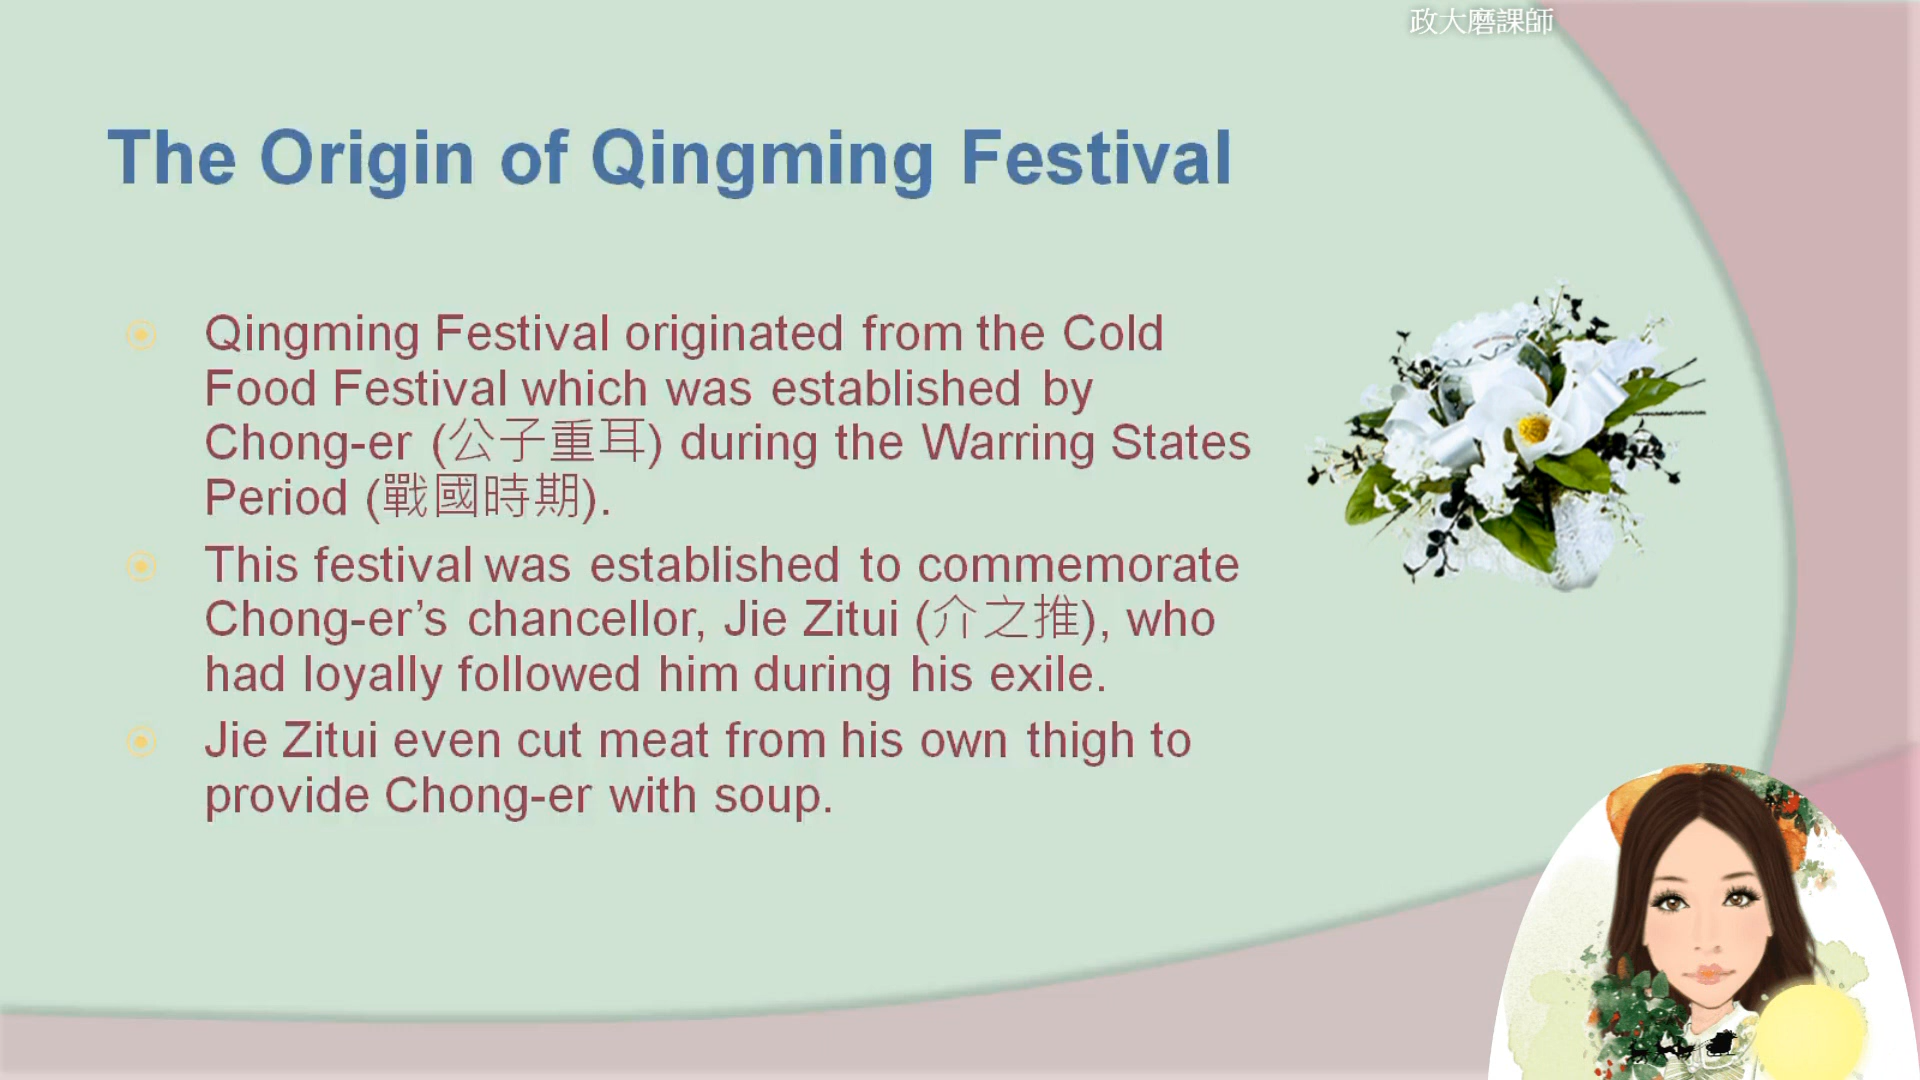 政大磨課師
The Origin of Qingming Festival
Qingming Festival originated from the Cold
Food Festival which was established by
Chong-er (公子重耳) during the Warring States
Period (戰國時期).
This festival was established to commemorate
Chong-er’s chancellor, Jie Zitui (介之推), who
had loyally followed him during his exile.
Jie Zitui even cut meat from his own thigh to
provide Chong-er with soup.